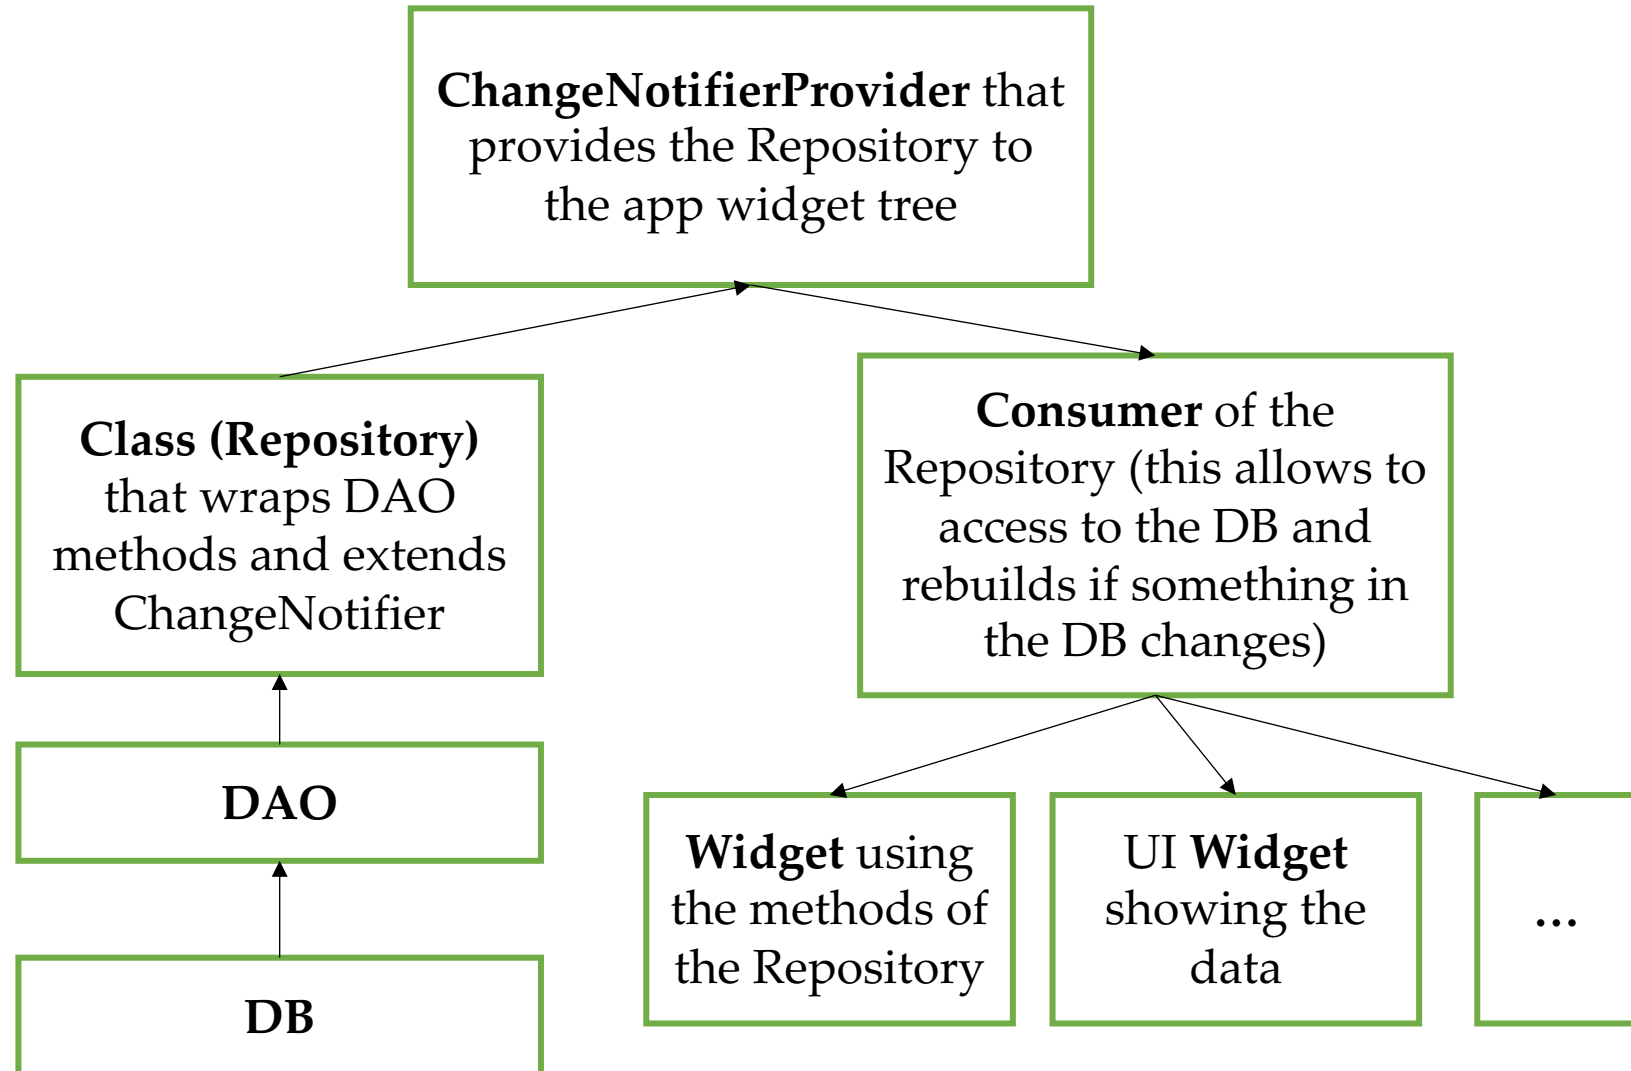 ChangeNotifierProvider that
provides the Repository to
the app widget tree
Class (Repository)
that wraps DAO
methods and extends
ChangeNotifier
Consumer of the
Repository (this allows to
access to the DB and
rebuilds if something in
the DB changes)
DAO
DB
Widget using
the methods of
the Repository
UI Widget
showing the
data
...